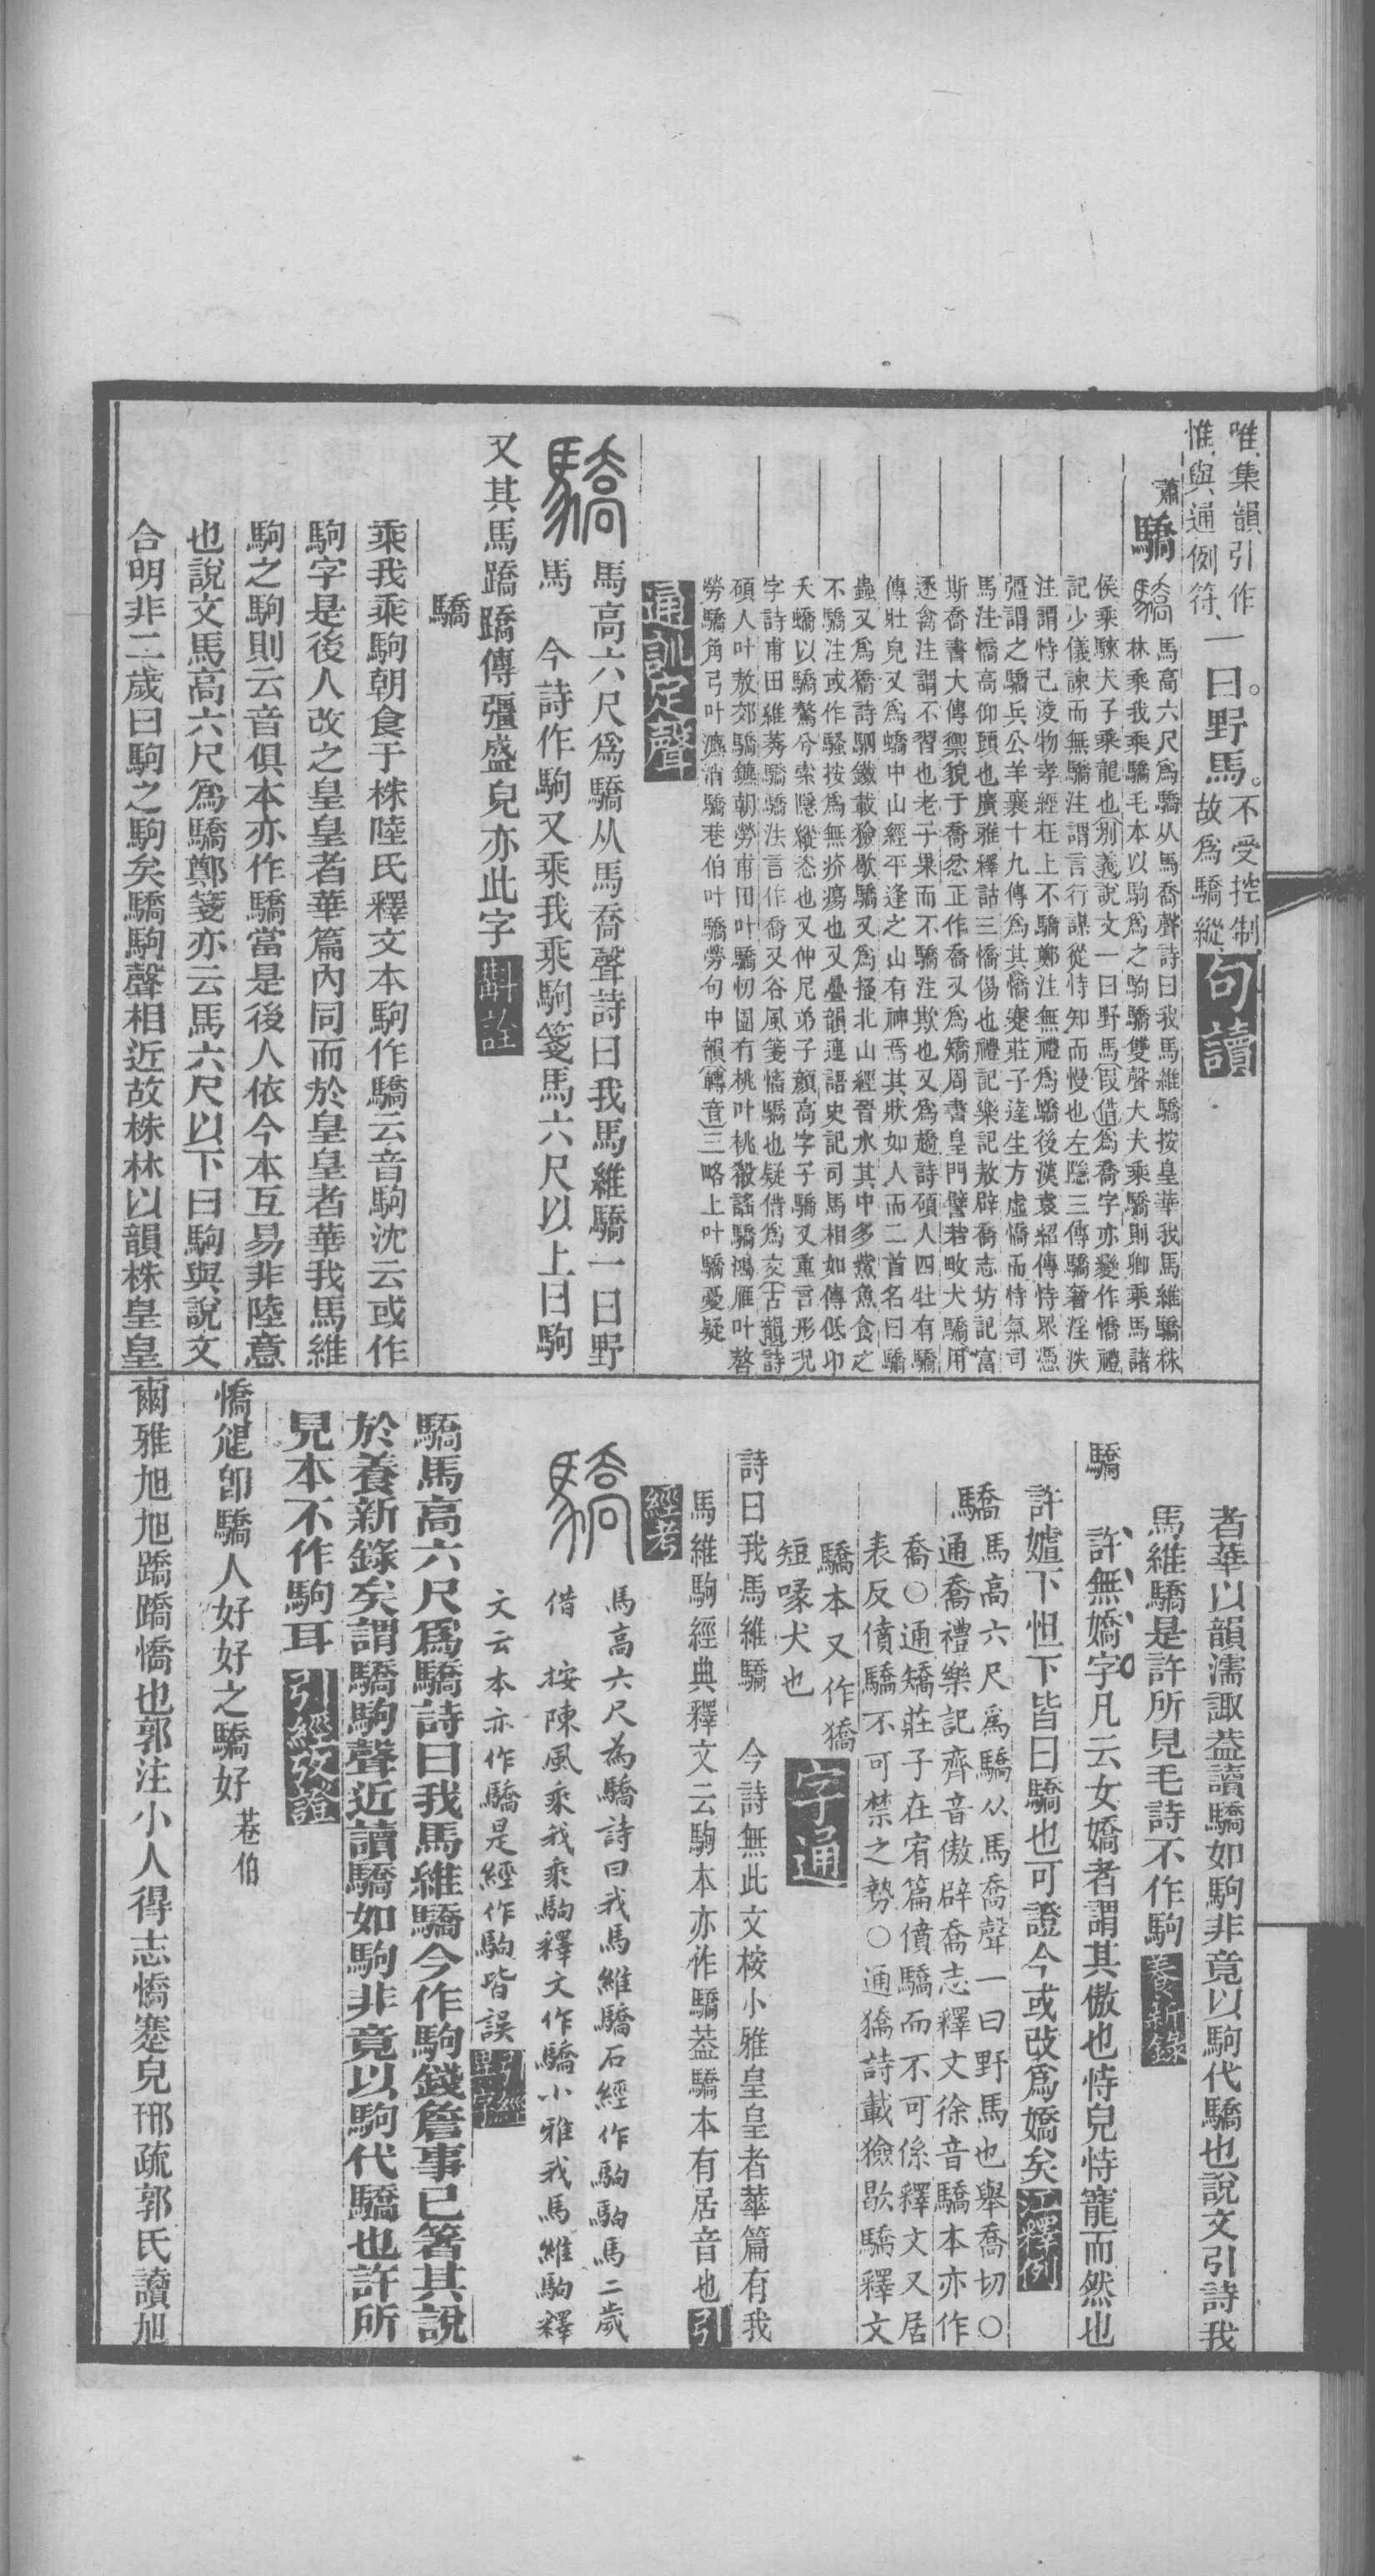 唯集韻引作
惟與通例符
一曰野馬
不受控制
故爲驕縱
句讀
蕭
驕
驕
馬高六尺爲驕从馬喬聲詩曰我馬維驕按皇華我馬維驕株
林乘我乘驕毛本以駒爲之駒驕雙聲大夫乘驕則卿乘馬諸
侯乘騋天子乘龍也別義說文一曰野馬叚借爲喬字亦變作憍禮
記少儀諫而無驕注謂言行謀從恃知而慢也左隱三傳驕奢淫泆
注謂恃己淩物孝經在上不驕鄭注無禮爲驕後漢袁紹傳恃眾憑
彊謂之驕兵公羊襄十九傳爲其憍蹇莊子達生方虛憍而恃氣司
馬注憍高仰頭也廣雅釋詁三憍傷也禮記樂記敖辟喬志坊記富
斯喬書大傳禦貌于喬忿正作喬又爲矯周書皇門譬若畋犬驕用
逐禽注謂不習也老子果而不驕注欺也又爲趫詩碩人四牡有驕
傳壯皃又爲蟜中山經平逢之山有神焉其狀如人而二首名曰驕
蟲又爲獢詩駟鐵載獫歇驕又爲搔北山經晉水其中多鮆魚食之
不驕注或作騷按爲無疥瘍也又疊韻連語史記司馬相如傳低卬
夭蟜以驕驁兮索隱縱恣也又仲尼弟子顏高字子驕又重言形況
字詩甫田維莠驕驕法言作喬又谷風箋慉驕也疑借爲交古韻詩
碩人叶敖郊驕鑣朝勞甫田叶驕忉園有桃叶桃殽謠驕鴻雁叶嗸
勞驕角弓叶瀌消驕巷伯叶驕勞句中韻轉音三略上叶驕憂疑
通訓定聲
驕
馬高六尺爲驕从馬喬聲詩曰我馬維驕一曰野
馬　今詩作駒又乘我乘駒箋馬六尺以上曰駒
又其馬蹻蹻傳彊盛皃亦此字
斠詮
驕
乘我乘駒朝食于株陸氏釋文本駒作驕云音駒沈云或作
駒字是後人改之皇皇者華篇內同而於皇皇者華我馬維
駒之駒則云音俱本亦作驕當是後人依今本互易非陸意
也說文馬高六尺爲驕鄭箋亦云馬六尺以下曰駒與說文
合明非二歲曰駒之駒矣驕駒聲相近故株林以韻株皇皇
者華以韻濡諏葢讀驕如駒非竟以駒代驕也說文引詩我
馬維驕是許所見毛詩不作駒
養新錄
驕
許無嬌字凡云女嬌者謂其傲也恃皃恃寵而然也
許嫭下怚下皆曰驕也可證今或改爲嬌矣
江釋例
驕
馬高六尺爲驕从馬喬聲一曰野馬也舉喬切○
通喬禮樂記齊音傲辟喬志釋文徐音驕本亦作
喬○通矯莊子在宥篇僨驕而不可係釋文又居
表反僨驕不可禁之勢○通獢詩載獫歇驕釋文
驕本又作獢
短喙犬也
字通
詩曰我馬維驕　今詩無此文桉小雅皇皇者華篇有我
馬維駒經典釋文云駒本亦作驕葢驕本有居音也
引
經考
驕
馬高六尺為驕詩曰我馬維驕石經作駒駒馬二歲
借　按陳風乘我乘駒釋文作驕小雅我馬維駒釋
文云本亦作驕是經作駒皆誤
引經
字
驕馬高六尺爲驕詩曰我馬維驕今作駒錢詹事已箸其說
於養新錄矣謂驕駒聲近讀驕如駒非竟以駒代驕也許所
見本不作駒耳
引經攷證
憍健卽驕人好好之驕好
巷伯
爾雅旭旭蹻蹻憍也郭注小人得志憍蹇皃邢疏郭氏讀旭